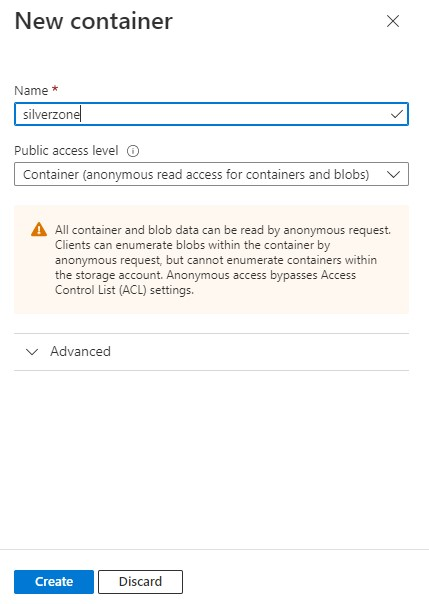 New container
Name *
silverzone
Public access level
Container (anonymous read access for containers and blobs)
All container and blob data can be read by anonymous request.
Clients can enumerate blobs within the container by
anonymous request, but cannot enumerate containers within
the storage account. Anonymous access bypasses Access
Control List (ACL) settings.
Advanced
Create
Discard